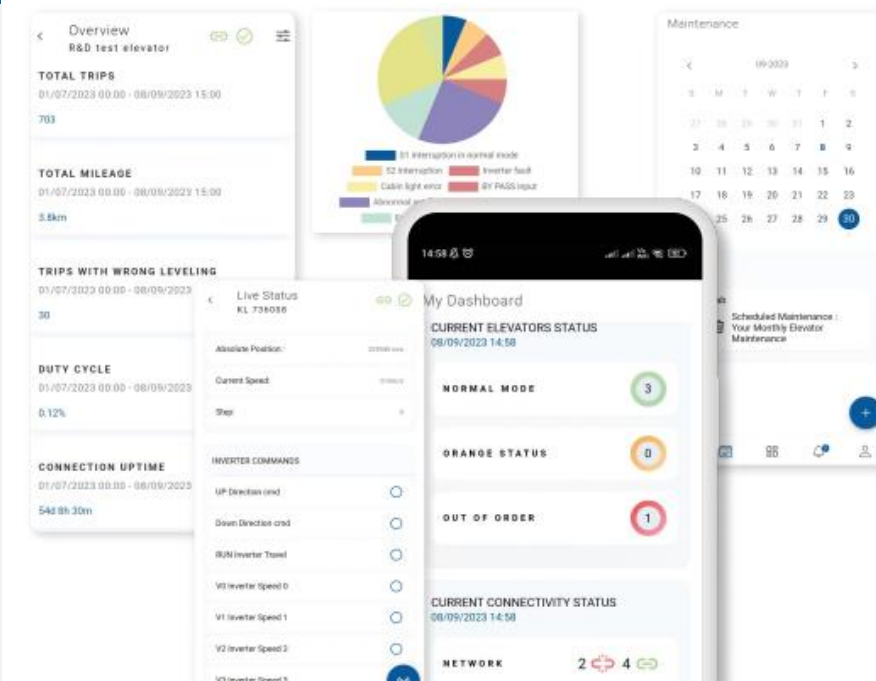 Overview
R&D test elevator
TOTAL TRIPS
01/07/2023 00:00 - 08/09/2023 15:00
703
TOTAL MILEAGE
01/07/2023 00:00 - 08/09/2023 15:00
3.8km
TRIPS WITH WRONG LEVELING
01/07/2023 00:00 - 08/09/2023
30
DUTY CYCLE
01/07/2023 00:00 - 08/09/2023
0.12%
CONNECTION UPTIME
01/07/2023 00:00 - 08/09/2023
54d 8h 30m
S1 Interruption in normal mode
S2 Interruption
Inverter fault
Cabin light error
BY PASS input
Abnormal
Maintenance
09-2023
S M T W T F S
27 28 29 30 31 1 2
3 4 5 6 7 8 9
10 11 12 13 14 15 16
17 18 19 20 21 22 23
25 26 27 28 29 30
Scheduled Maintenance :
Your Monthly Elevator
Maintenance
Live Status
KL 736088
Absolute Position:
Current Speed:
Step:
INVERTER COMMANDS
UP Direction cmd
Down Direction cmd
RUN Inverter Travel
V0 Inverter Speed 0
V1 Inverter Speed 1
V2 Inverter Speed 2
V3 Inverter Speed 3
14:58
My Dashboard
CURRENT ELEVATORS STATUS
08/09/2023 14:58
NORMAL MODE 3
ORANGE STATUS 0
OUT OF ORDER 1
CURRENT CONNECTIVITY STATUS
08/09/2023 14:58
NETWORK 2 4